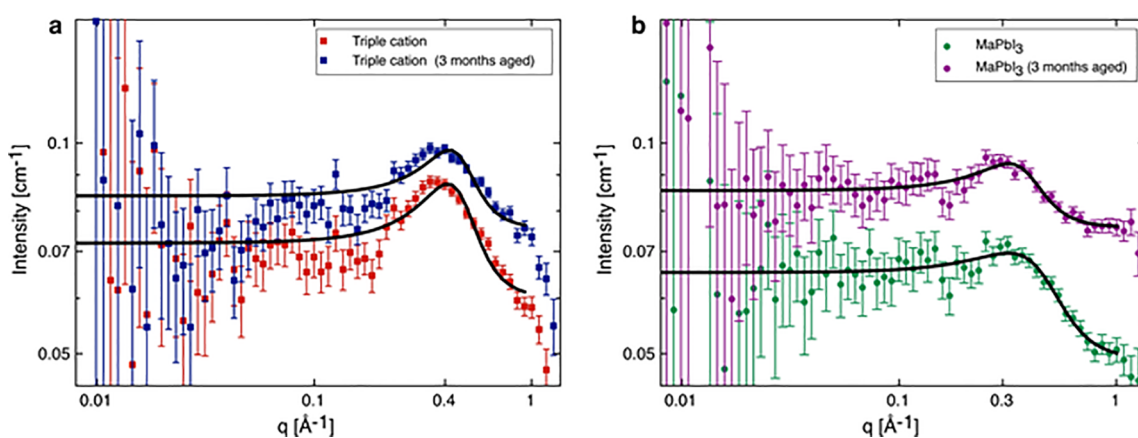 a
Triple cation
Triple cation (3 months aged)
Intensity [cm-1]
0.1
0.07
0.05
0.01
0.1
0.4
1
q [Å-1]
b
MaPbI3
MaPbI3 (3 months aged)
Intensity [cm-1]
0.1
0.07
0.05
0.01
0.1
0.3
1
q [Å-1]